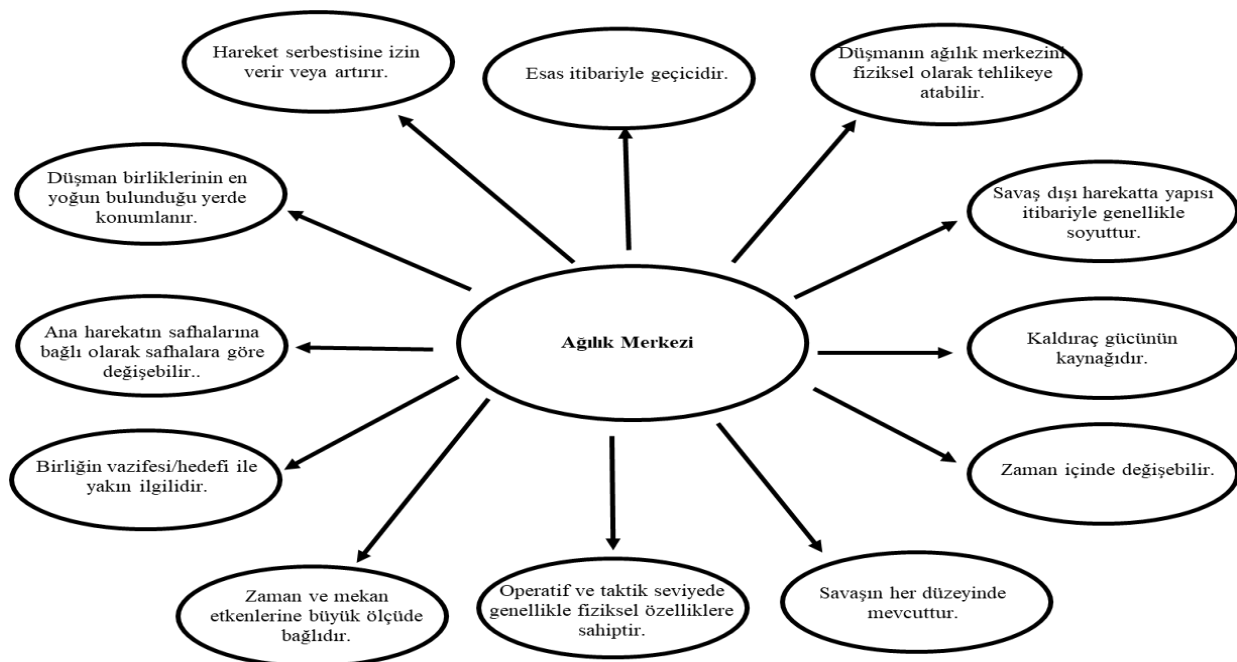 Hareket serbestisine izin
verir veya artırır.
Esas itibariyle geçicidir.
Düşmanın ağılık merkezini
fiziksel olarak tehlikeye
atabilir.
Düşman birliklerinin en
yoğun bulunduğu yerde
konumlanır.
Savaş dışı harekatta yapısı
itibariyle genellikle
soyuttur.
Ana harekatın safhalarına
bağlı olarak safhalara göre
değişebilir..
Ağılık Merkezi
Kaldıraç gücünün
kaynağıdır.
Birliğin vazifesi/hedefi ile
yakın ilgilidir.
Zaman içinde değişebilir.
Zaman ve mekan
etkenlerine büyük ölçüde
bağlıdır.
Operatif ve taktik seviyede
genellikle fiziksel özelliklere
sahiptir.
Savaşın her düzeyinde
mevcuttur.